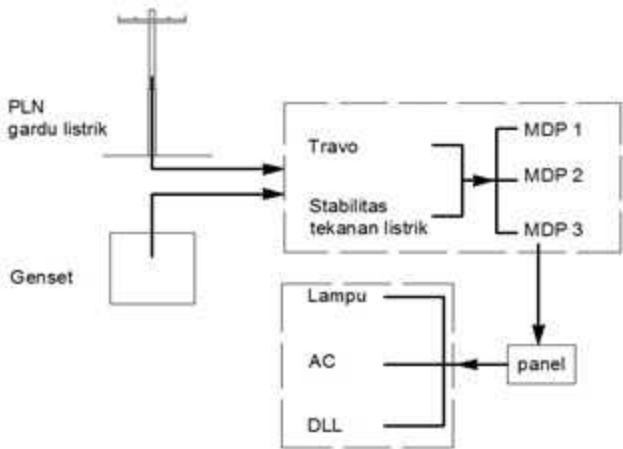 PLN
gardu listrik
Genset
Travo
Stabilitas
tekanan listrik
MDP 1
MDP 2
MDP 3
panel
Lampu
AC
DLL